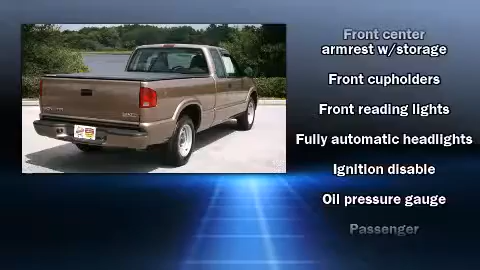 Front center
armrest w/storage
Front cupholders
Front reading lights
Fully automatic headlights
Ignition disable
Oil pressure gauge
Passenger